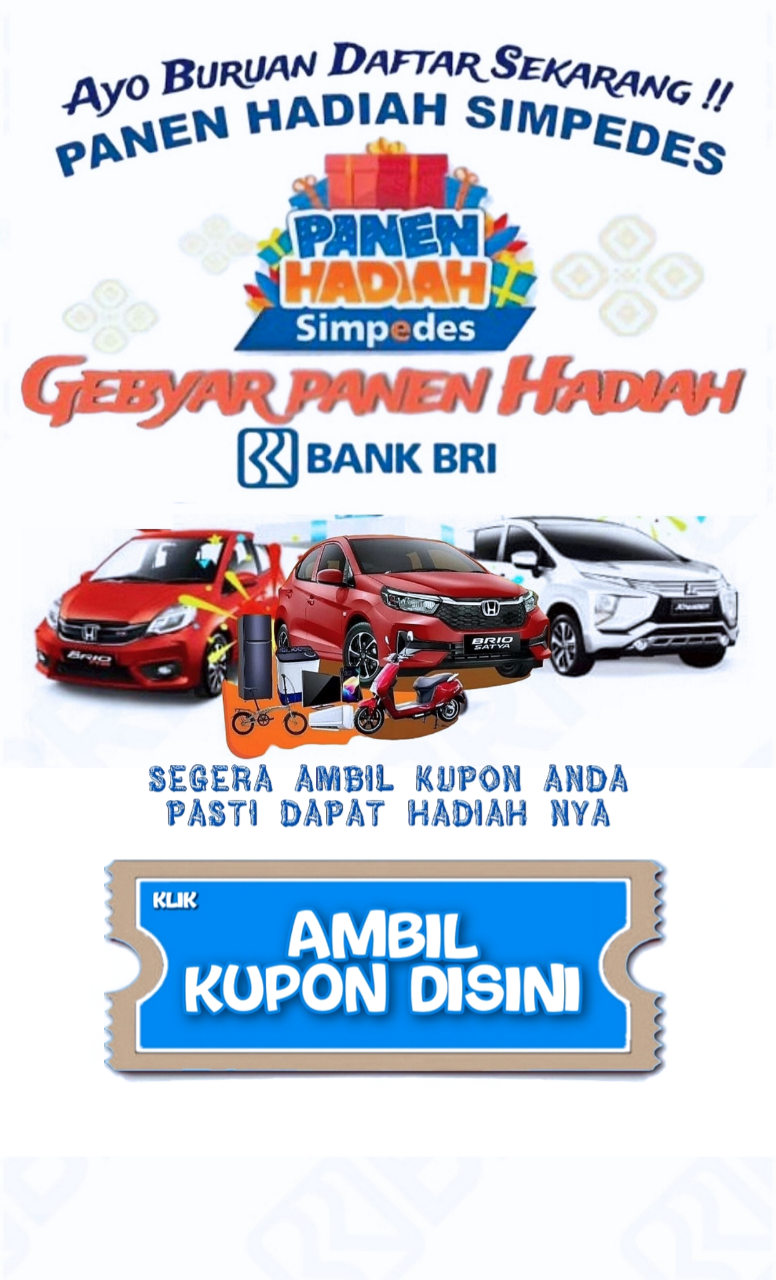 AYO BURUAN DAFTAR SEKARANG !!
PANEN HADIAH SIMPEDES
PANEN
HADIAH
Simpedes
GEBYAR PANEN HADIAH
BANK BRI
BRIO
BRIO
SATYA
XPANDER
SEGERA AMBIL KUPON ANDA
PASTI DAPAT HADIAH NYA
KLIK
AMBIL
KUPON DISINI